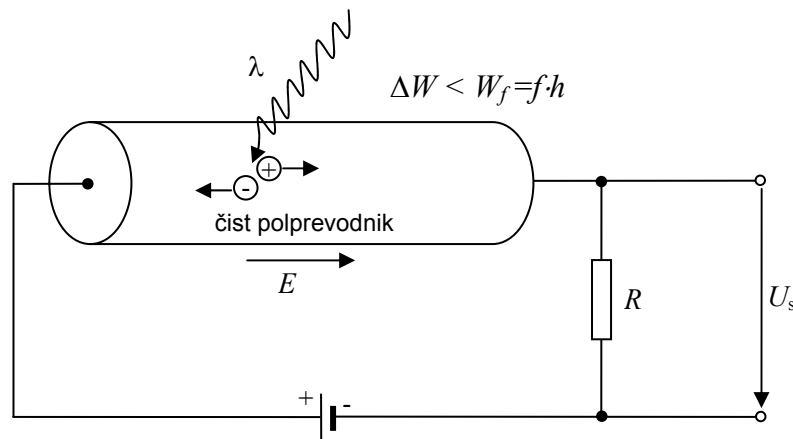 λ
ΔW < W_f=f·h
+
-
čist polprevodnik
E
R
U_s
+ -